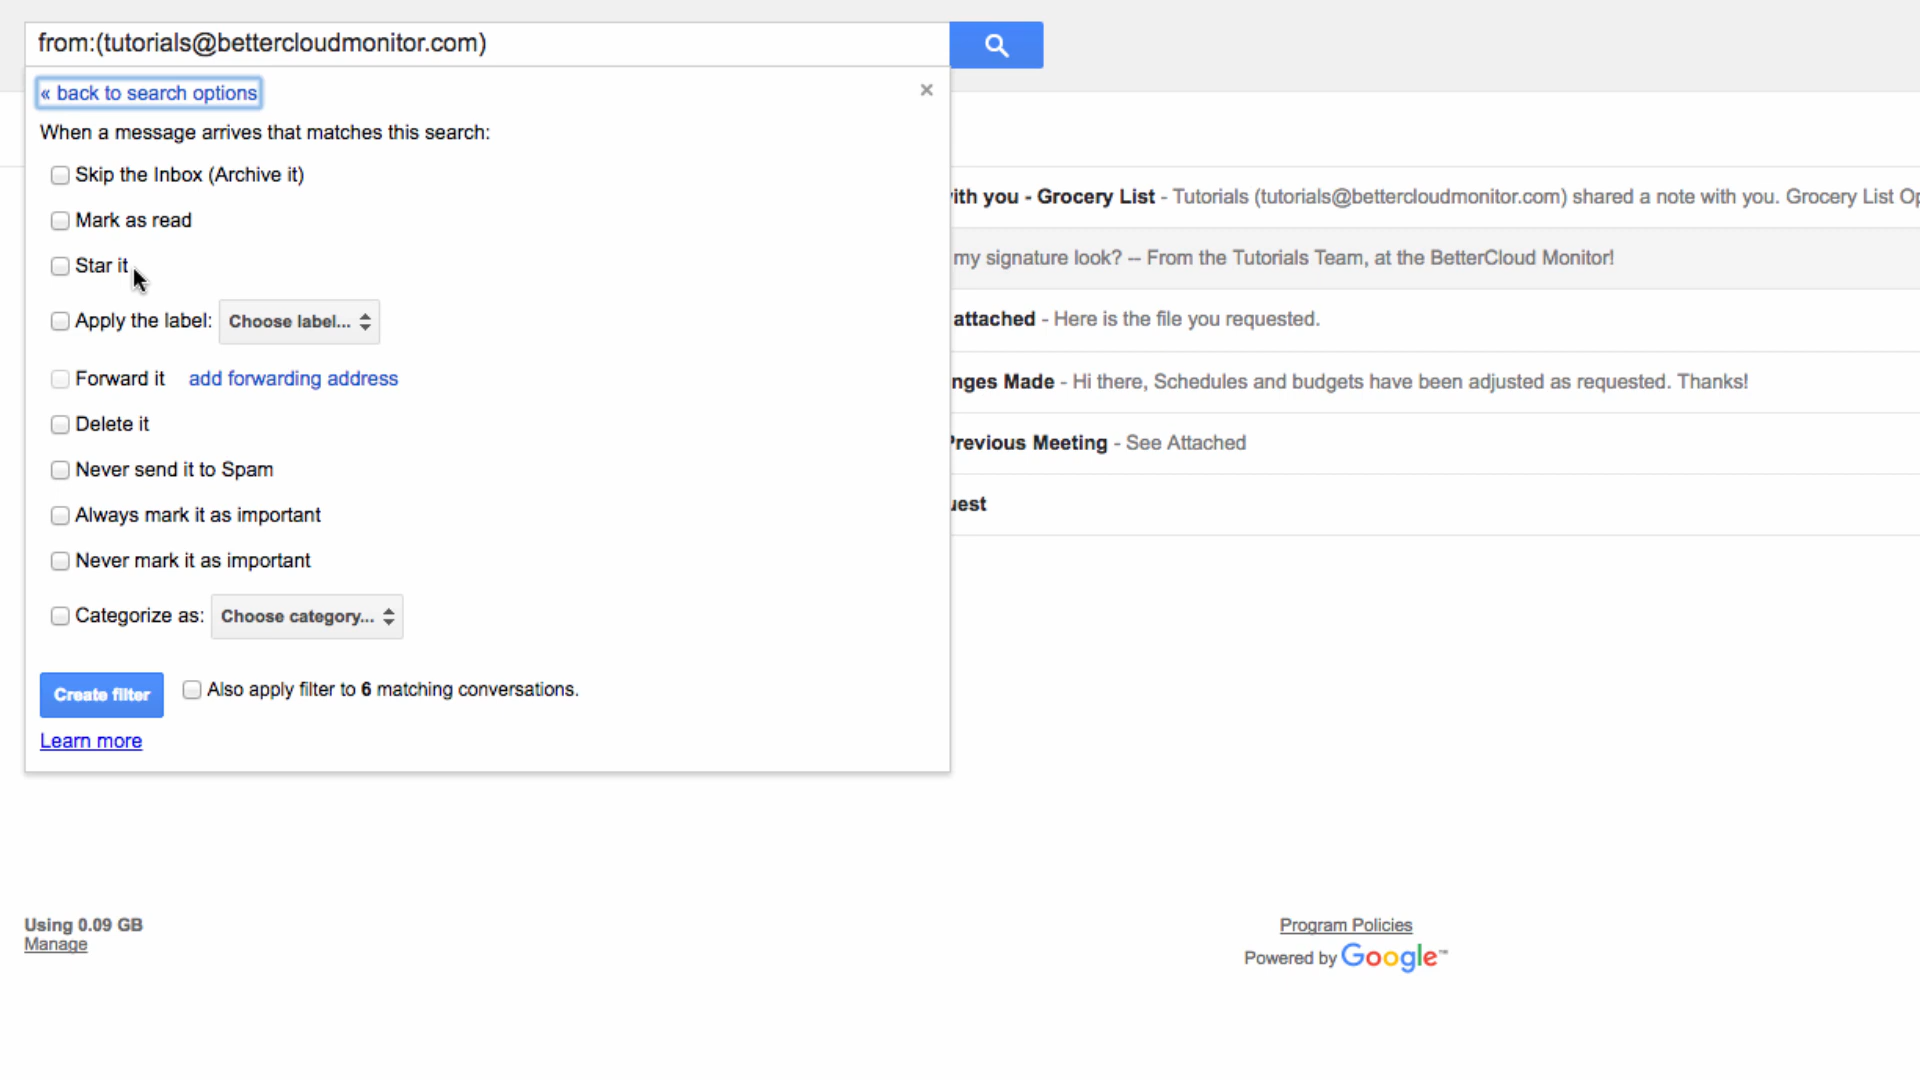 from:(tutorials@bettercloudmonitor.com)
« back to search options
×
When a message arrives that matches this search:
Skip the Inbox (Archive it)
Mark as read
Star it
Apply the label: Choose label...
Forward it add forwarding address
Delete it
Never send it to Spam
Always mark it as important
Never mark it as important
Categorize as: Choose category...
Create filter Also apply filter to 6 matching conversations.
Learn more
with you - Grocery List - Tutorials (tutorials@bettercloudmonitor.com) shared a note with you. Grocery List
my signature look? -- From the Tutorials Team, at the BetterCloud Monitor!
attached - Here is the file you requested.
nges Made - Hi there, Schedules and budgets have been adjusted as requested. Thanks!
Previous Meeting - See Attached
uest
Using 0.09 GB
Manage
Program Policies
Powered by Google™